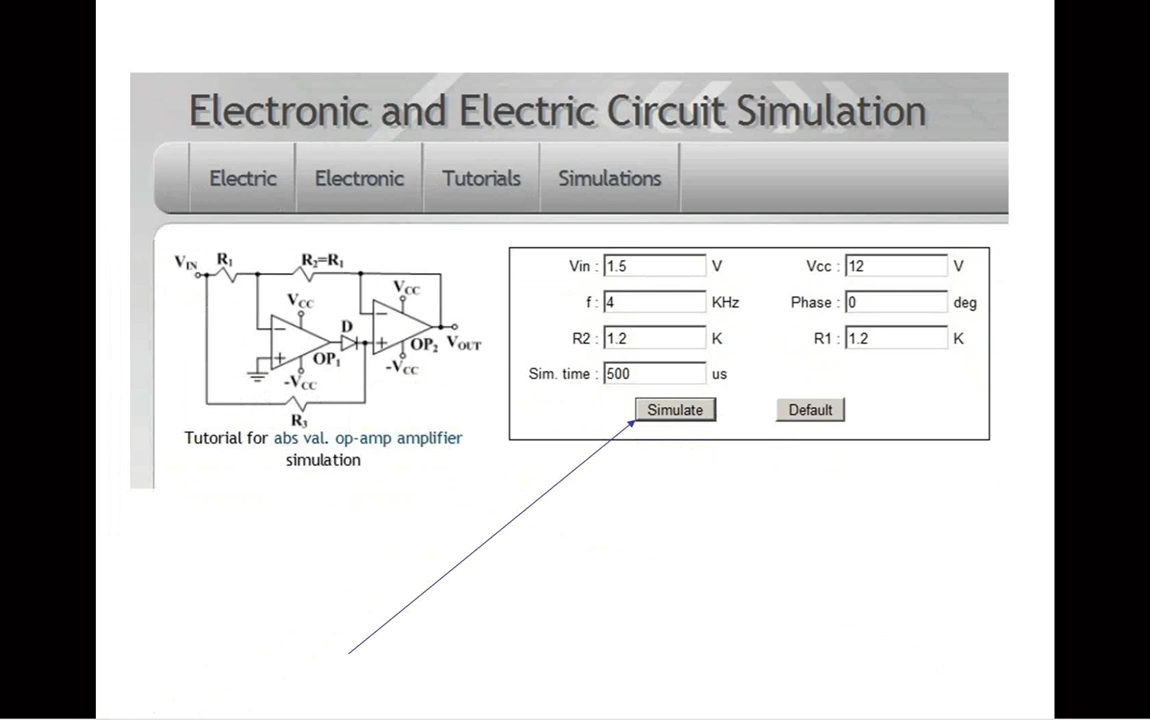 Electronic and Electric Circuit Simulation
Electric Electronic Tutorials Simulations
VIN R1 R2=R1
VCC VCC
D
OP1 OP2 VOUT
-VCC -VCC
R3
Tutorial for abs val. op-amp amplifier
simulation
Vin : 1.5 V Vcc : 12 V
f : 4 KHz Phase : 0 deg
R2 : 1.2 K R1 : 1.2 K
Sim. time : 500 us
Simulate Default